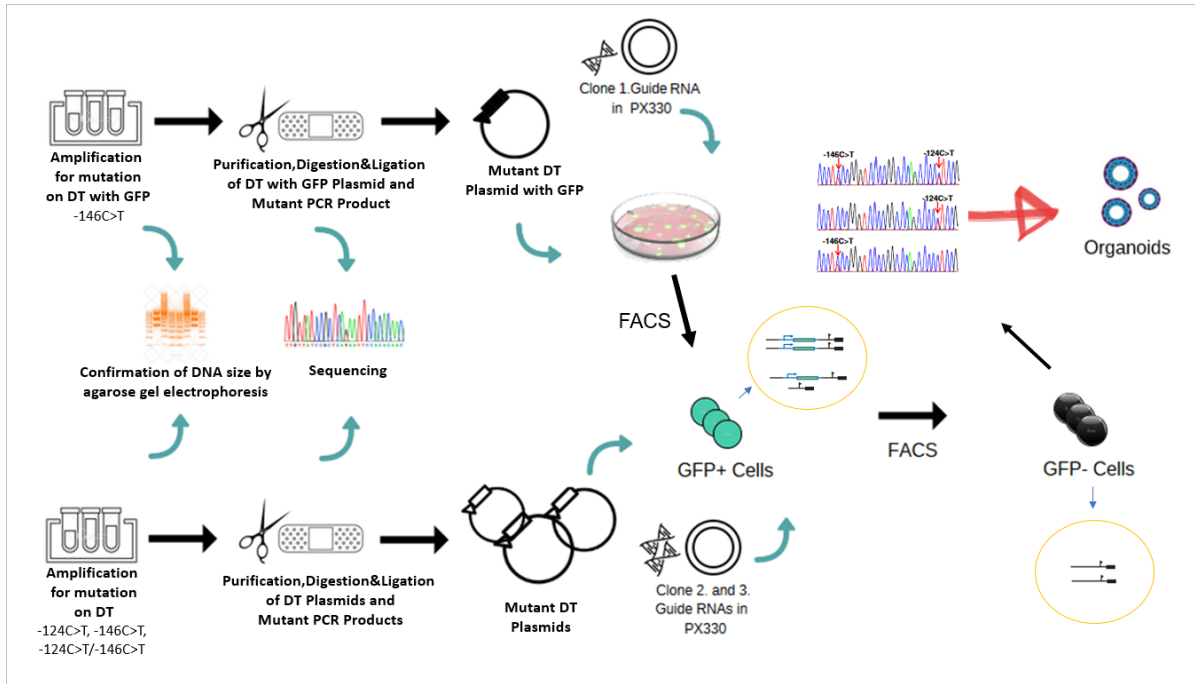 Clone 1.Guide RNA
in PX330
Amplification
for mutation
on DT with GFP
-146C>T
Purification,Digestion&Ligation
of DT with GFP Plasmid and
Mutant PCR Product
Mutant DT
Plasmid with GFP
-146C>T
-124C>T
-124C>T
-146C>T
Organoids
FACS
Confirmation of DNA size by
agarose gel electrophoresis
Sequencing
GFP+ Cells
FACS
GFP- Cells
Amplification
for mutation
on DT
-124C>T, -146C>T,
-124C>T/-146C>T
Purification,Digestion&Ligation
of DT Plasmids and
Mutant PCR Products
Mutant DT
Plasmids
Clone 2. and 3.
Guide RNAs in
PX330